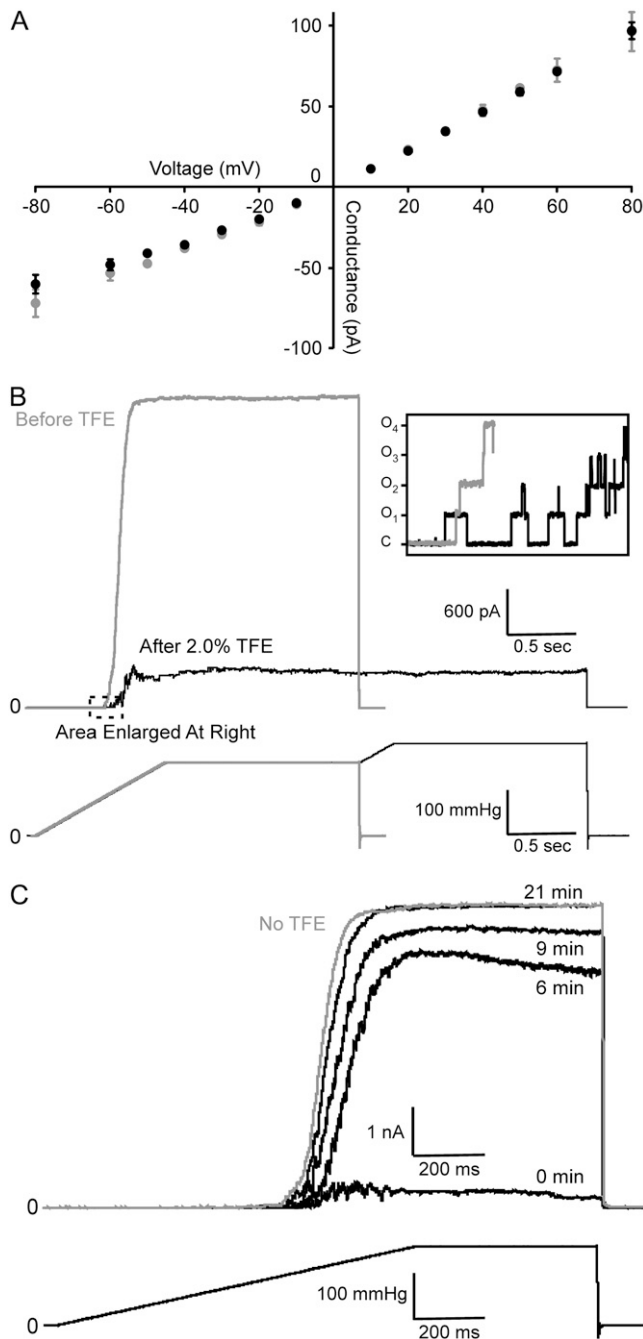 A
100
50
0
Voltage (mV)
-80 -60 -40 -20
20 40 60 80
-50
-100
Conductance (pA)
B
Before TFE
O4
O3
O2
O1
C
600 pA
0.5 sec
After 2.0% TFE
0
Area Enlarged At Right
100 mmHg
0.5 sec
0
C
No TFE
21 min
9 min
6 min
1 nA
200 ms
0 min
0
100 mmHg
200 ms
0